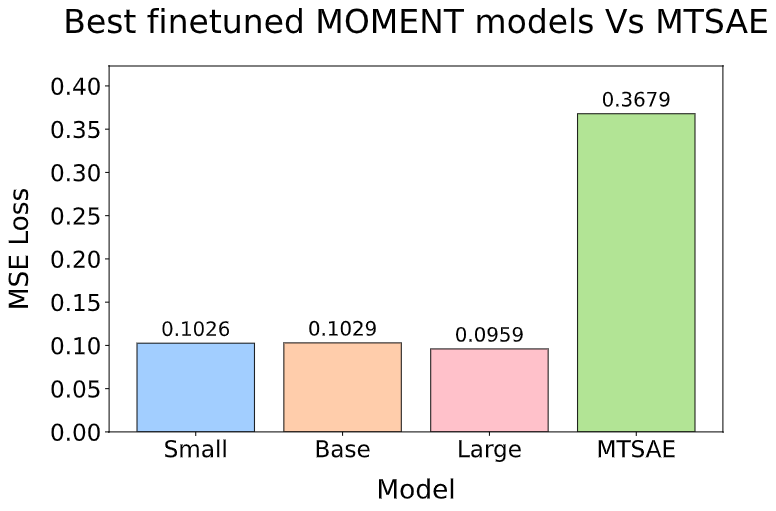 Best finetuned MOMENT models Vs MTSAE
MSE Loss
0.40
0.35
0.30
0.25
0.20
0.15
0.10
0.05
0.00
0.1026
0.1029
0.0959
0.3679
Small
Base
Large
MTSAE
Model